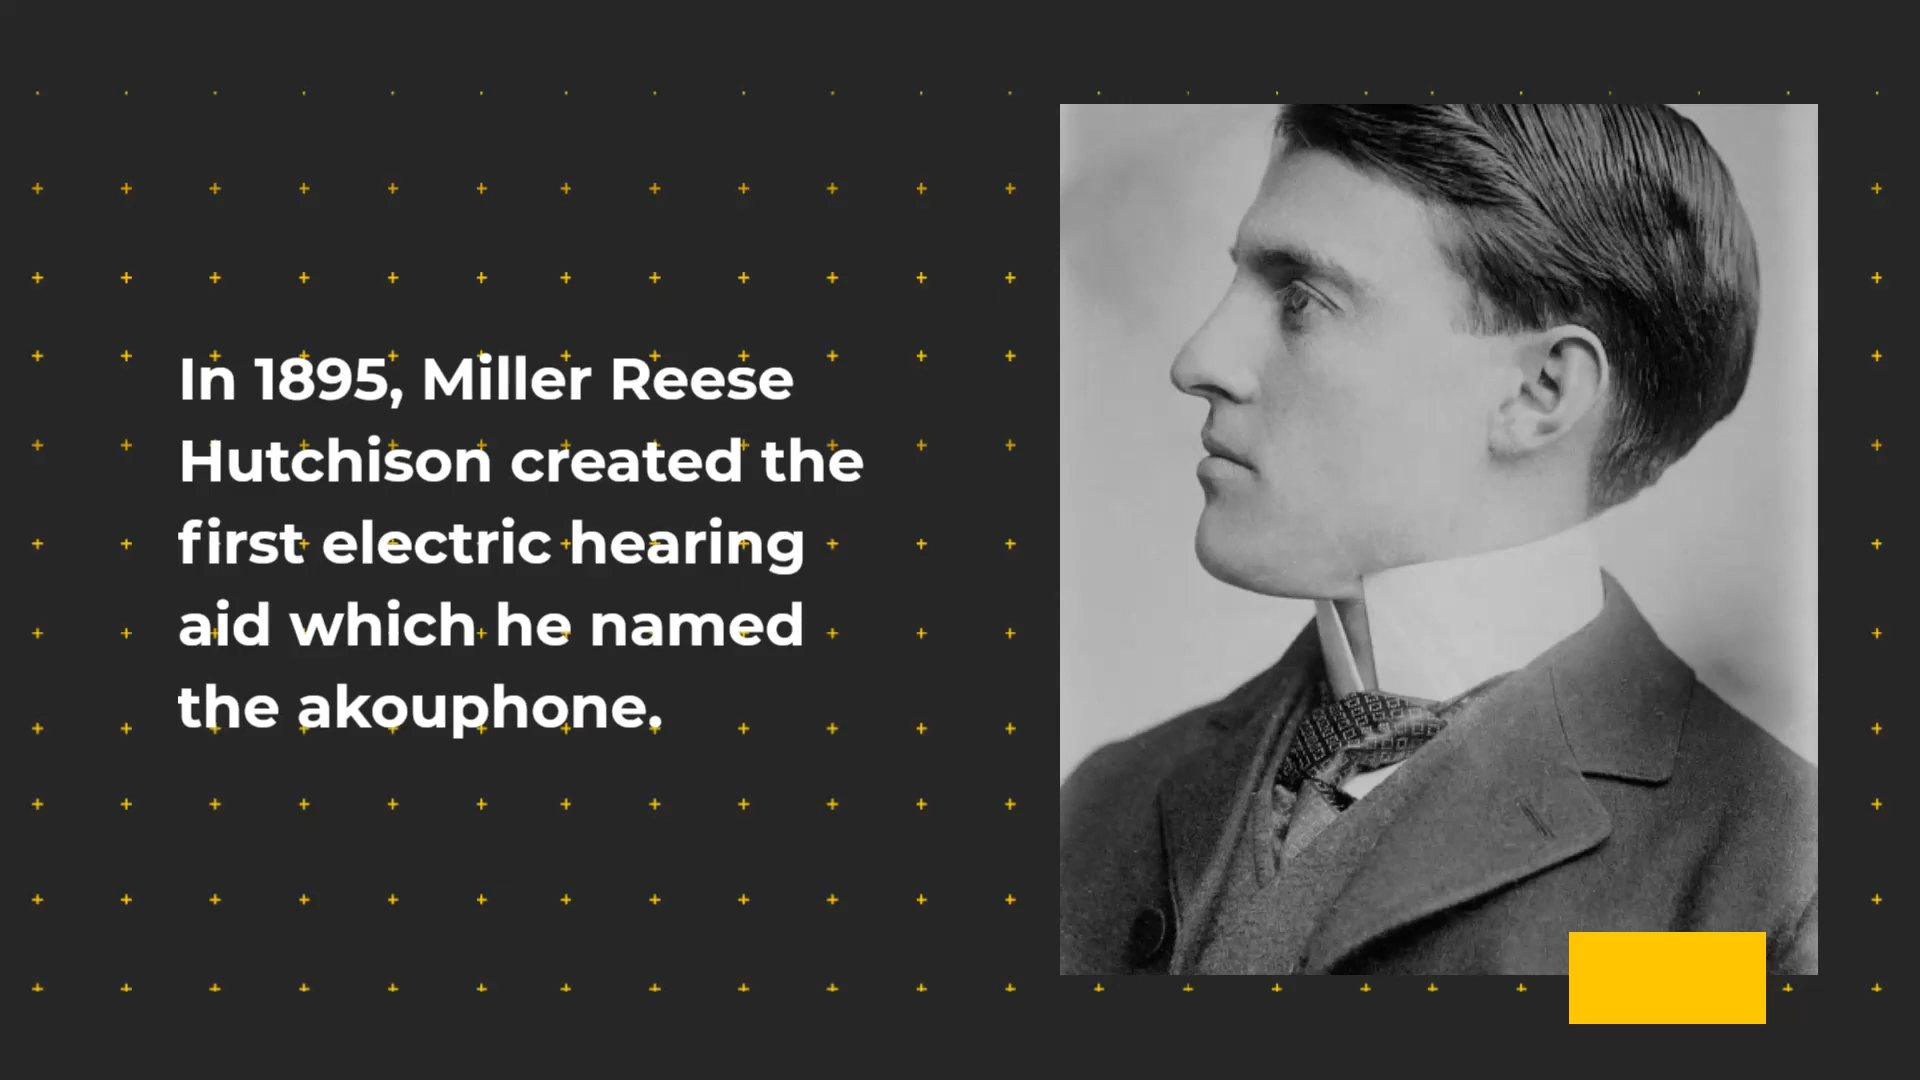 In 1895, Miller Reese
Hutchison created the
first electric hearing
aid which he named
the akouphone.